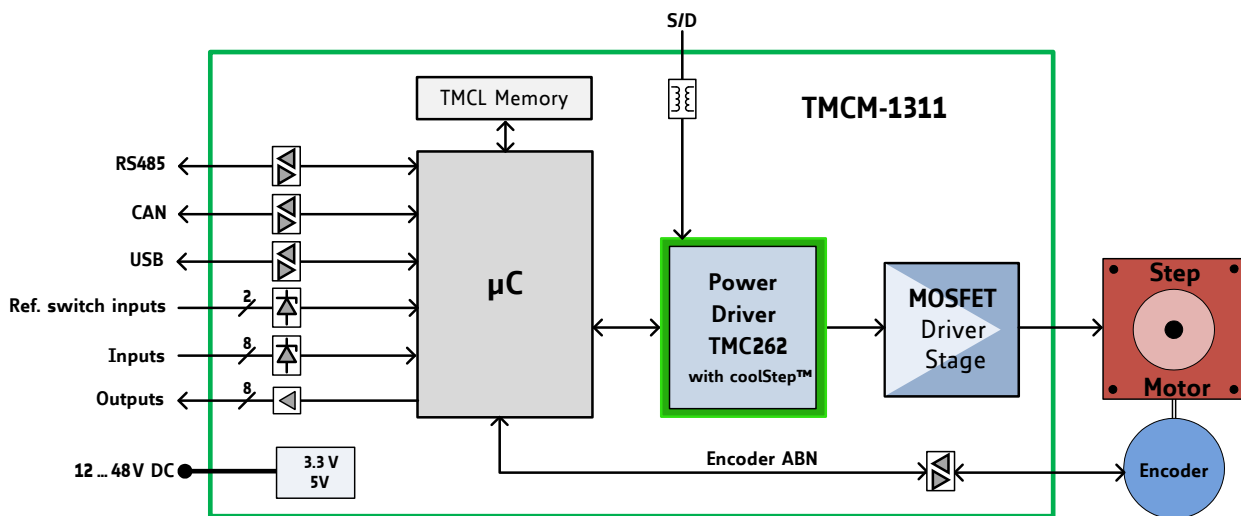 S/D
TMCM-1311
TMCL Memory
RS485
CAN
USB
Ref. switch inputs
2
Inputs
8
Outputs
8
12 ... 48V DC
3.3 V
5V
µC
Power
Driver
TMC262
with coolStep™
MOSFET
Driver
Stage
Step
Motor
Encoder ABN
Encoder